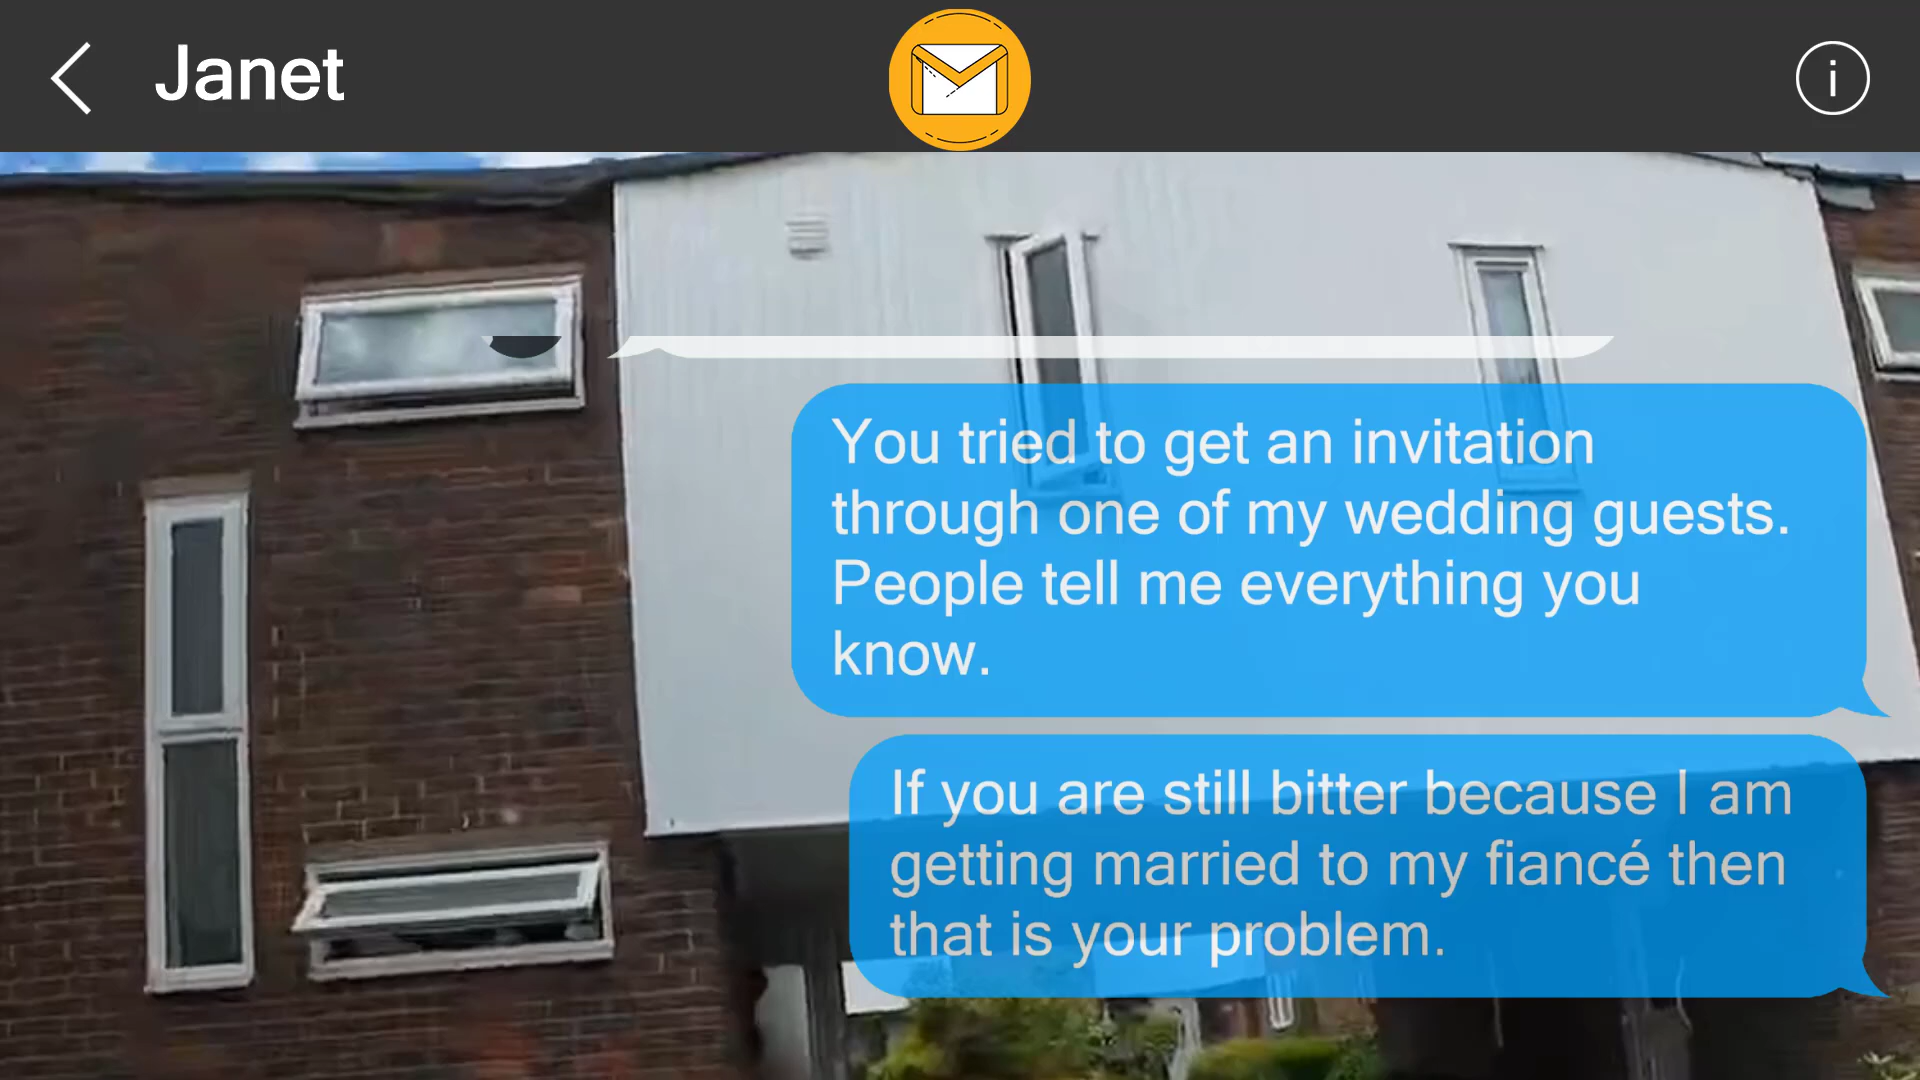 Janet
You tried to get an invitation
through one of my wedding guests.
People tell me everything you
know.
If you are still bitter because I am
getting married to my fiancé then
that is your problem.